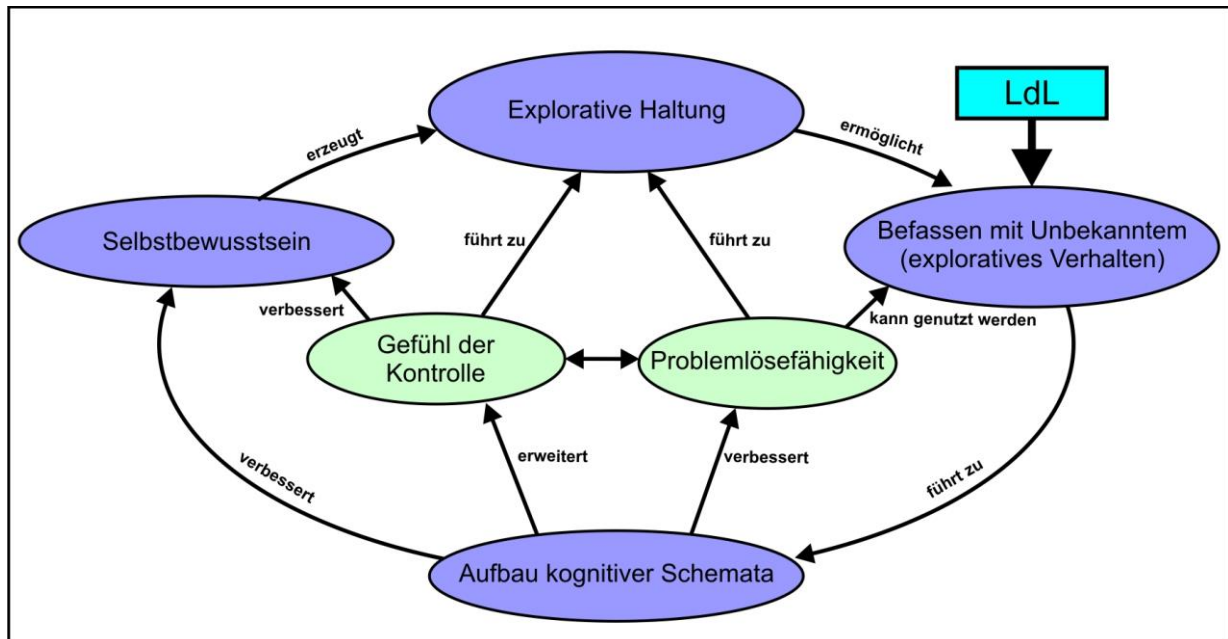 Explorative Haltung
LdL
erzeugt
ermöglicht
Selbstbewusstsein
führt zu
führt zu
Befassen mit Unbekanntem
(exploratives Verhalten)
verbessert
kann genutzt werden
Gefühl der
Kontrolle
Problemlösefähigkeit
verbessert
erweitert
verbessert
führt zu
Aufbau kognitiver Schemata